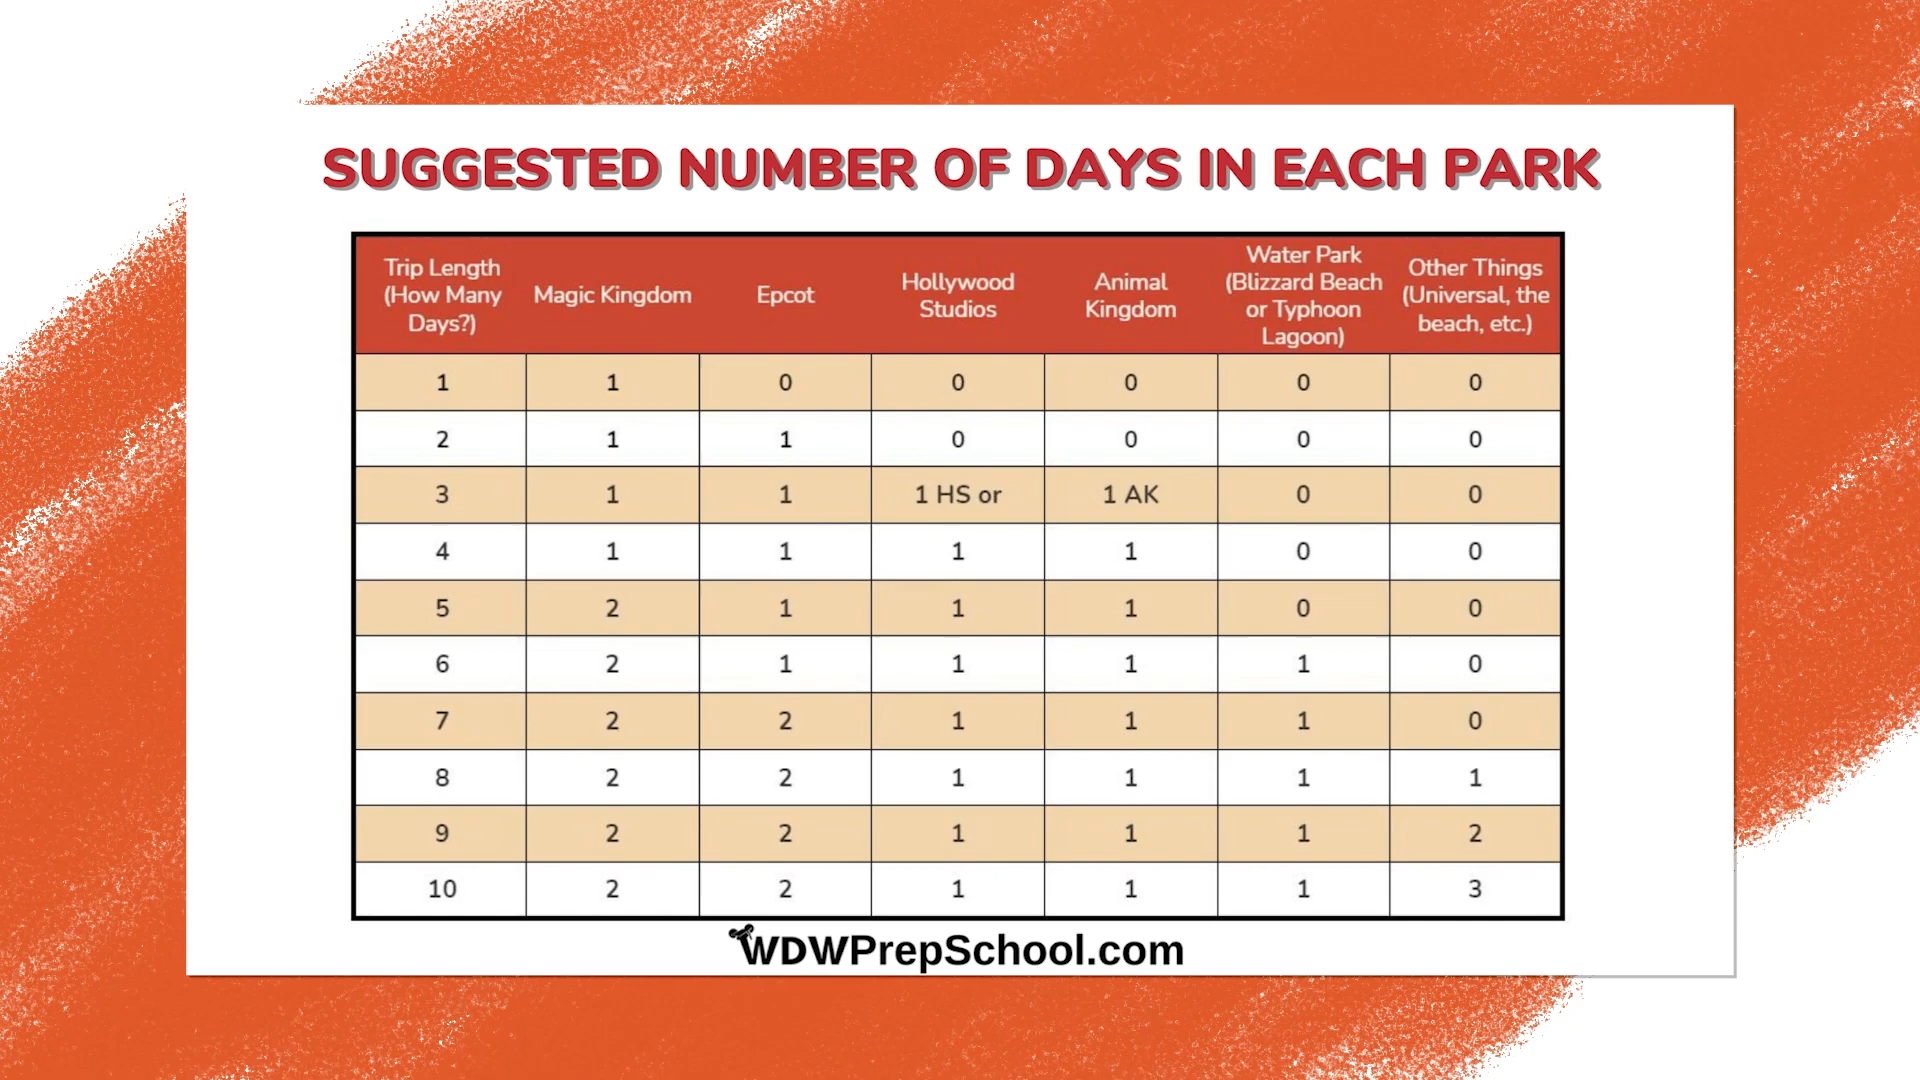 SUGGESTED NUMBER OF DAYS IN EACH PARK
Trip Length
(How Many
Days?)
Magic Kingdom
Epcot
Hollywood
Studios
Animal
Kingdom
Water Park
(Blizzard Beach
or Typhoon
Lagoon)
Other Things
(Universal, the
beach, etc.)
1 1 0 0 0 0 0
2 1 1 0 0 0 0
3 1 1 1 HS or 1 AK 0 0
4 1 1 1 1 0 0
5 2 1 1 1 0 0
6 2 1 1 1 1 0
7 2 2 1 1 1 0
8 2 2 1 1 1 1
9 2 2 1 1 1 2
10 2 2 1 1 1 3
WDWPrepSchool.com